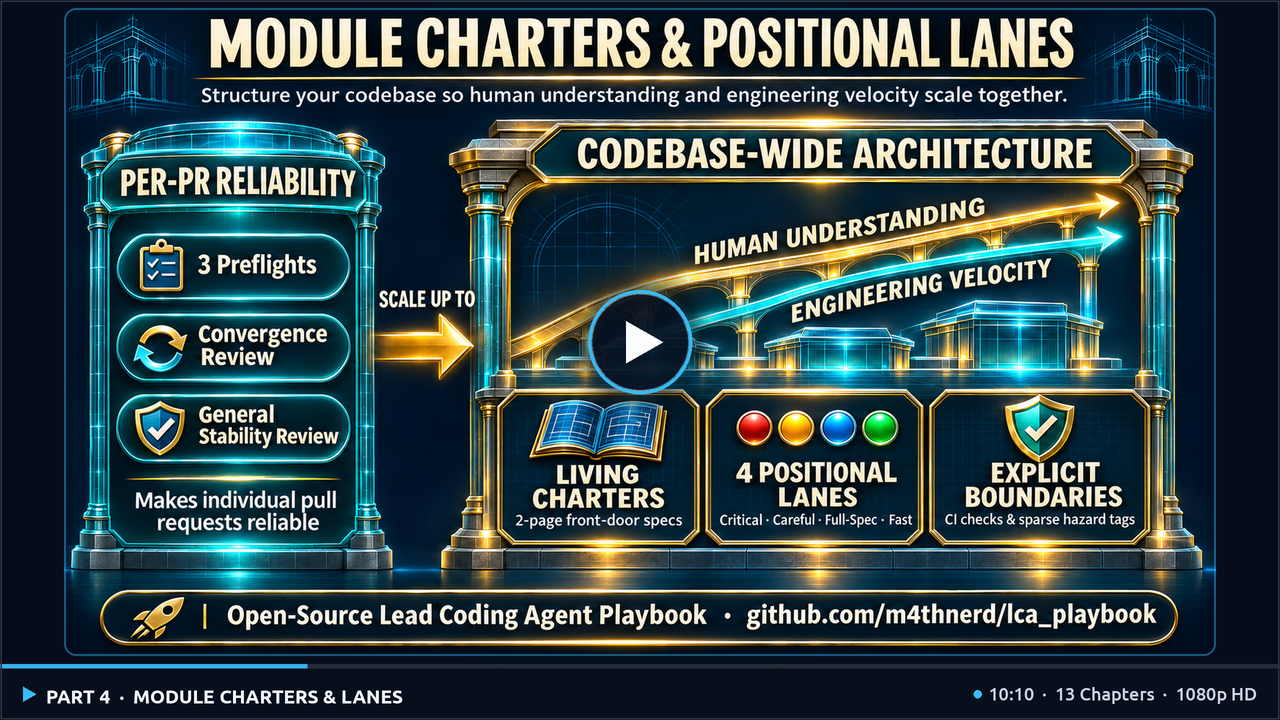 MODULE CHARTERS & POSITIONAL LANES
Structure your codebase so human understanding and engineering velocity scale together.
PER-PR RELIABILITY
3 Preflights
Convergence
Review
General
Stability Review
Makes individual pull
requests reliable
SCALE UP TO
CODEBASE-WIDE ARCHITECTURE
HUMAN UNDERSTANDING
ENGINEERING VELOCITY
LIVING
CHARTERS
2-page front-door specs
4 POSITIONAL
LANES
Critical · Careful · Full-Spec · Fast
EXPLICIT
BOUNDARIES
CI checks & sparse hazard tags
Open-Source Lead Coding Agent Playbook • github.com/m4thnerd/lca_playbook
PART 4 · MODULE CHARTERS & LANES
10:10 · 13 Chapters · 1080p HD